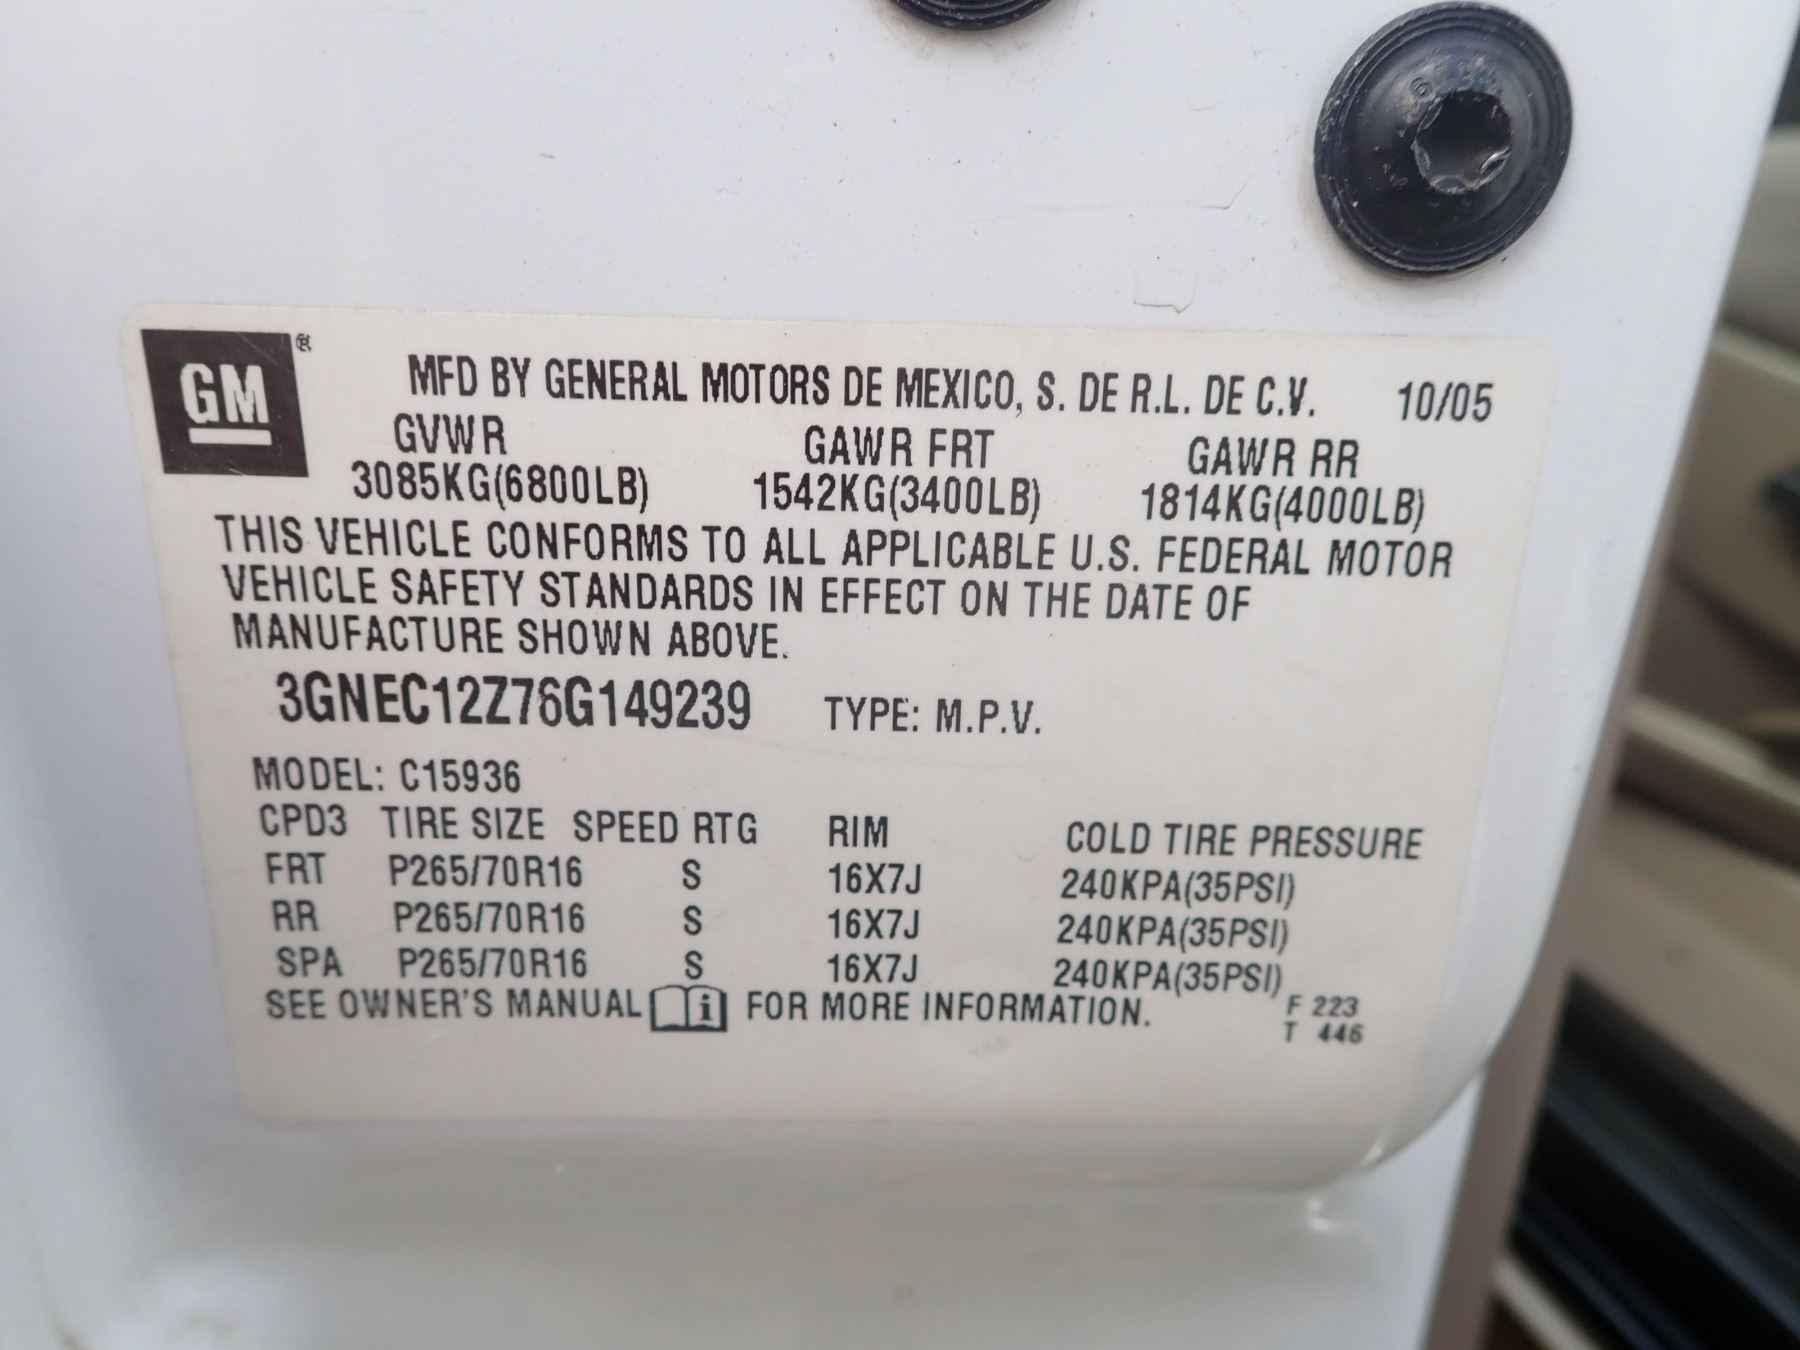 GM®
MFD BY GENERAL MOTORS DE MEXICO, S. DE R.L. DE C.V. 10/05
GVWR GAWR FRT GAWR RR
3085KG(6800LB) 1542KG(3400LB) 1814KG(4000LB)
THIS VEHICLE CONFORMS TO ALL APPLICABLE U.S. FEDERAL MOTOR
VEHICLE SAFETY STANDARDS IN EFFECT ON THE DATE OF
MANUFACTURE SHOWN ABOVE.
3GNEC12Z76G149239 TYPE: M.P.V.
MODEL: C15936
CPD3 TIRE SIZE SPEED RTG RIM COLD TIRE PRESSURE
FRT P265/70R16 S 16X7J 240KPA(35PSI)
RR P265/70R16 S 16X7J 240KPA(35PSI)
SPA P265/70R16 S 16X7J 240KPA(35PSI)
SEE OWNER'S MANUAL i FOR MORE INFORMATION. F 223
T 446